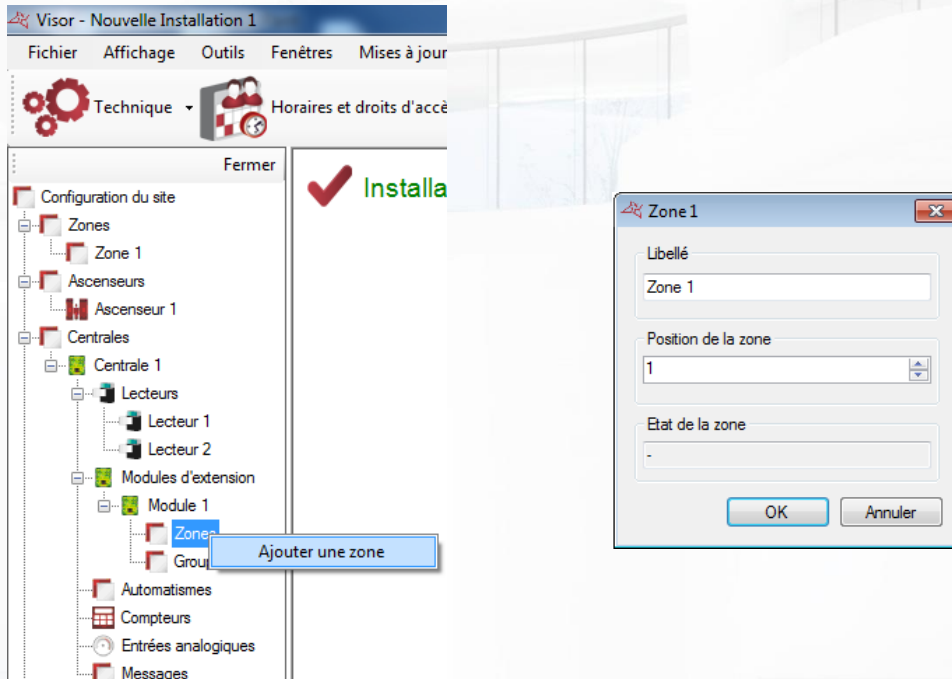 Visor - Nouvelle Installation 1
Fichier Affichage Outils Fenêtres Mises à jour
Technique Horaires et droits d'accè
Fermer
Installa
Configuration du site
Zones
Zone 1
Ascenseurs
Ascenseur 1
Centrales
Centrale 1
Lecteurs
Lecteur 1
Lecteur 2
Modules d'extension
Module 1
Zones
Ajouter une zone
Group
Automatismes
Compteurs
Entrées analogiques
Messages
Zone 1
Libellé
Zone 1
Position de la zone
1
Etat de la zone
-
OK Annuler